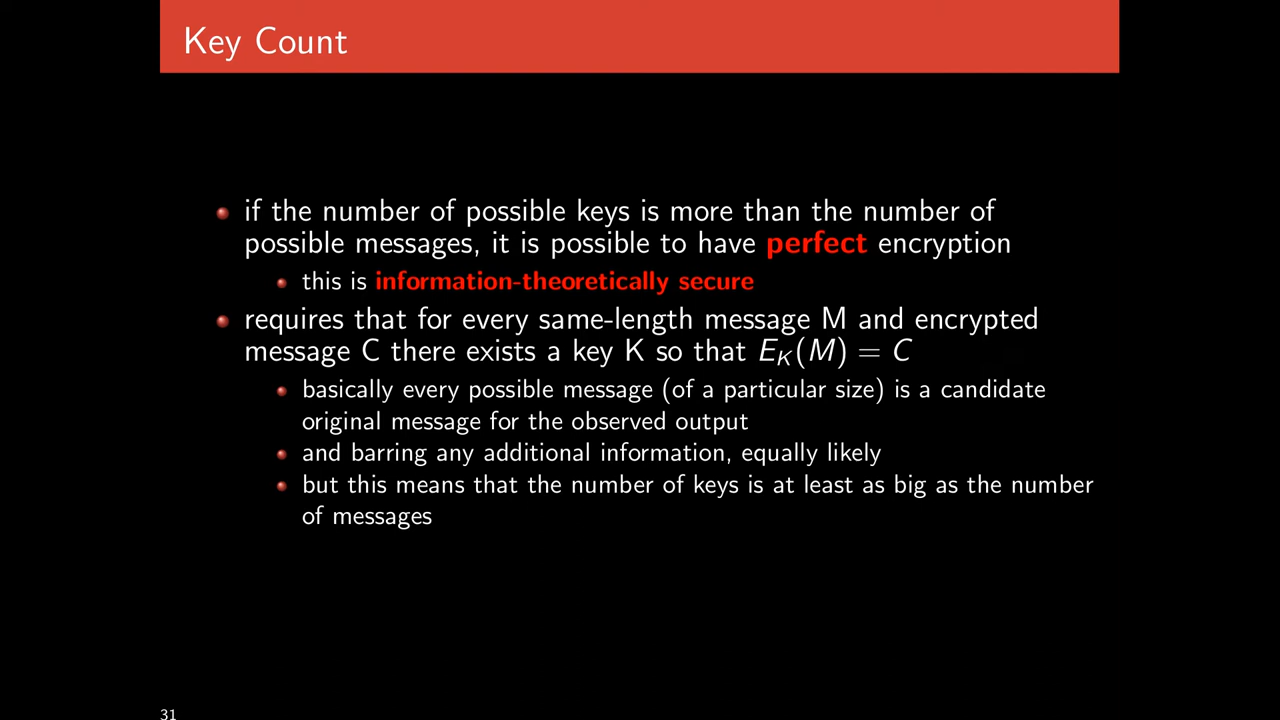 Key Count
if the number of possible keys is more than the number of
possible messages, it is possible to have perfect encryption
this is information-theoretically secure
requires that for every same-length message M and encrypted
message C there exists a key K so that E_K(M) = C
basically every possible message (of a particular size) is a candidate
original message for the observed output
and barring any additional information, equally likely
but this means that the number of keys is at least as big as the number
of messages
31